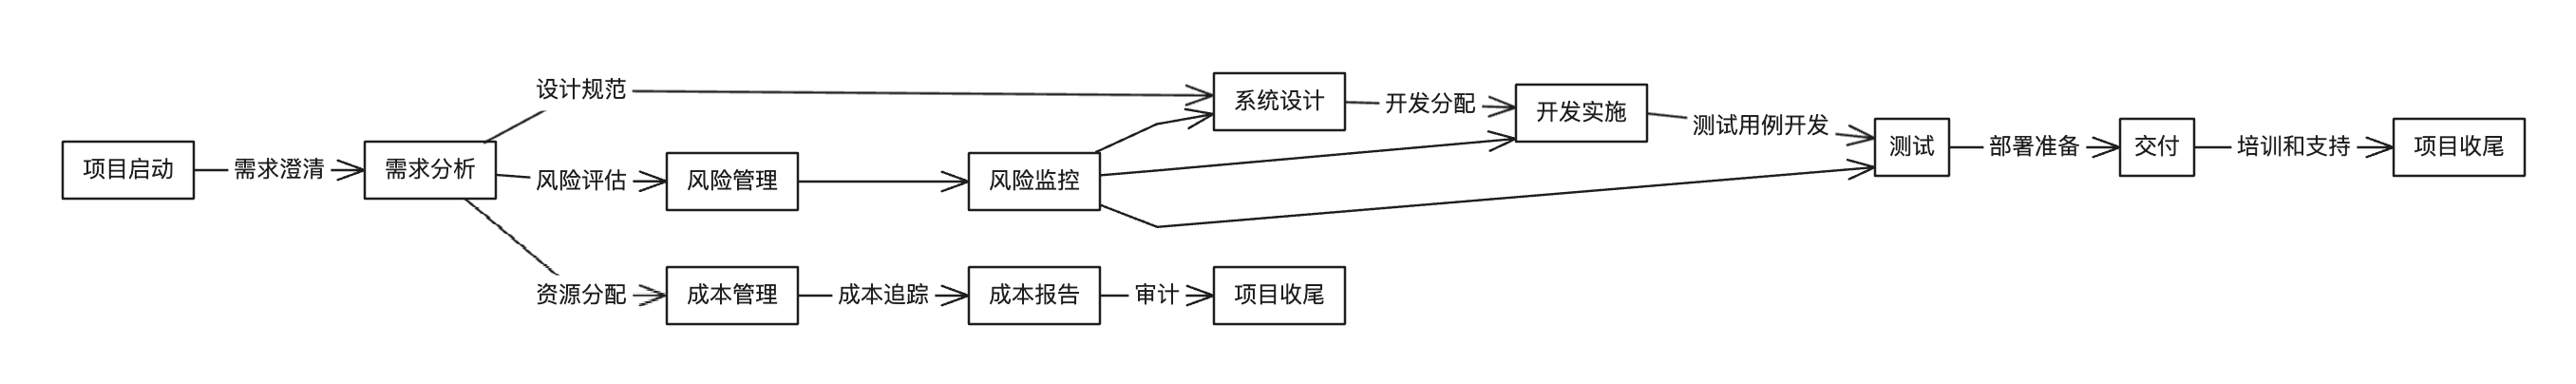 设计规范
系统设计
开发分配
开发实施
测试用例开发
项目启动
需求澄清
需求分析
风险评估
风险管理
风险监控
测试
部署准备
交付
培训和支持
项目收尾
资源分配
成本管理
成本追踪
成本报告
审计
项目收尾